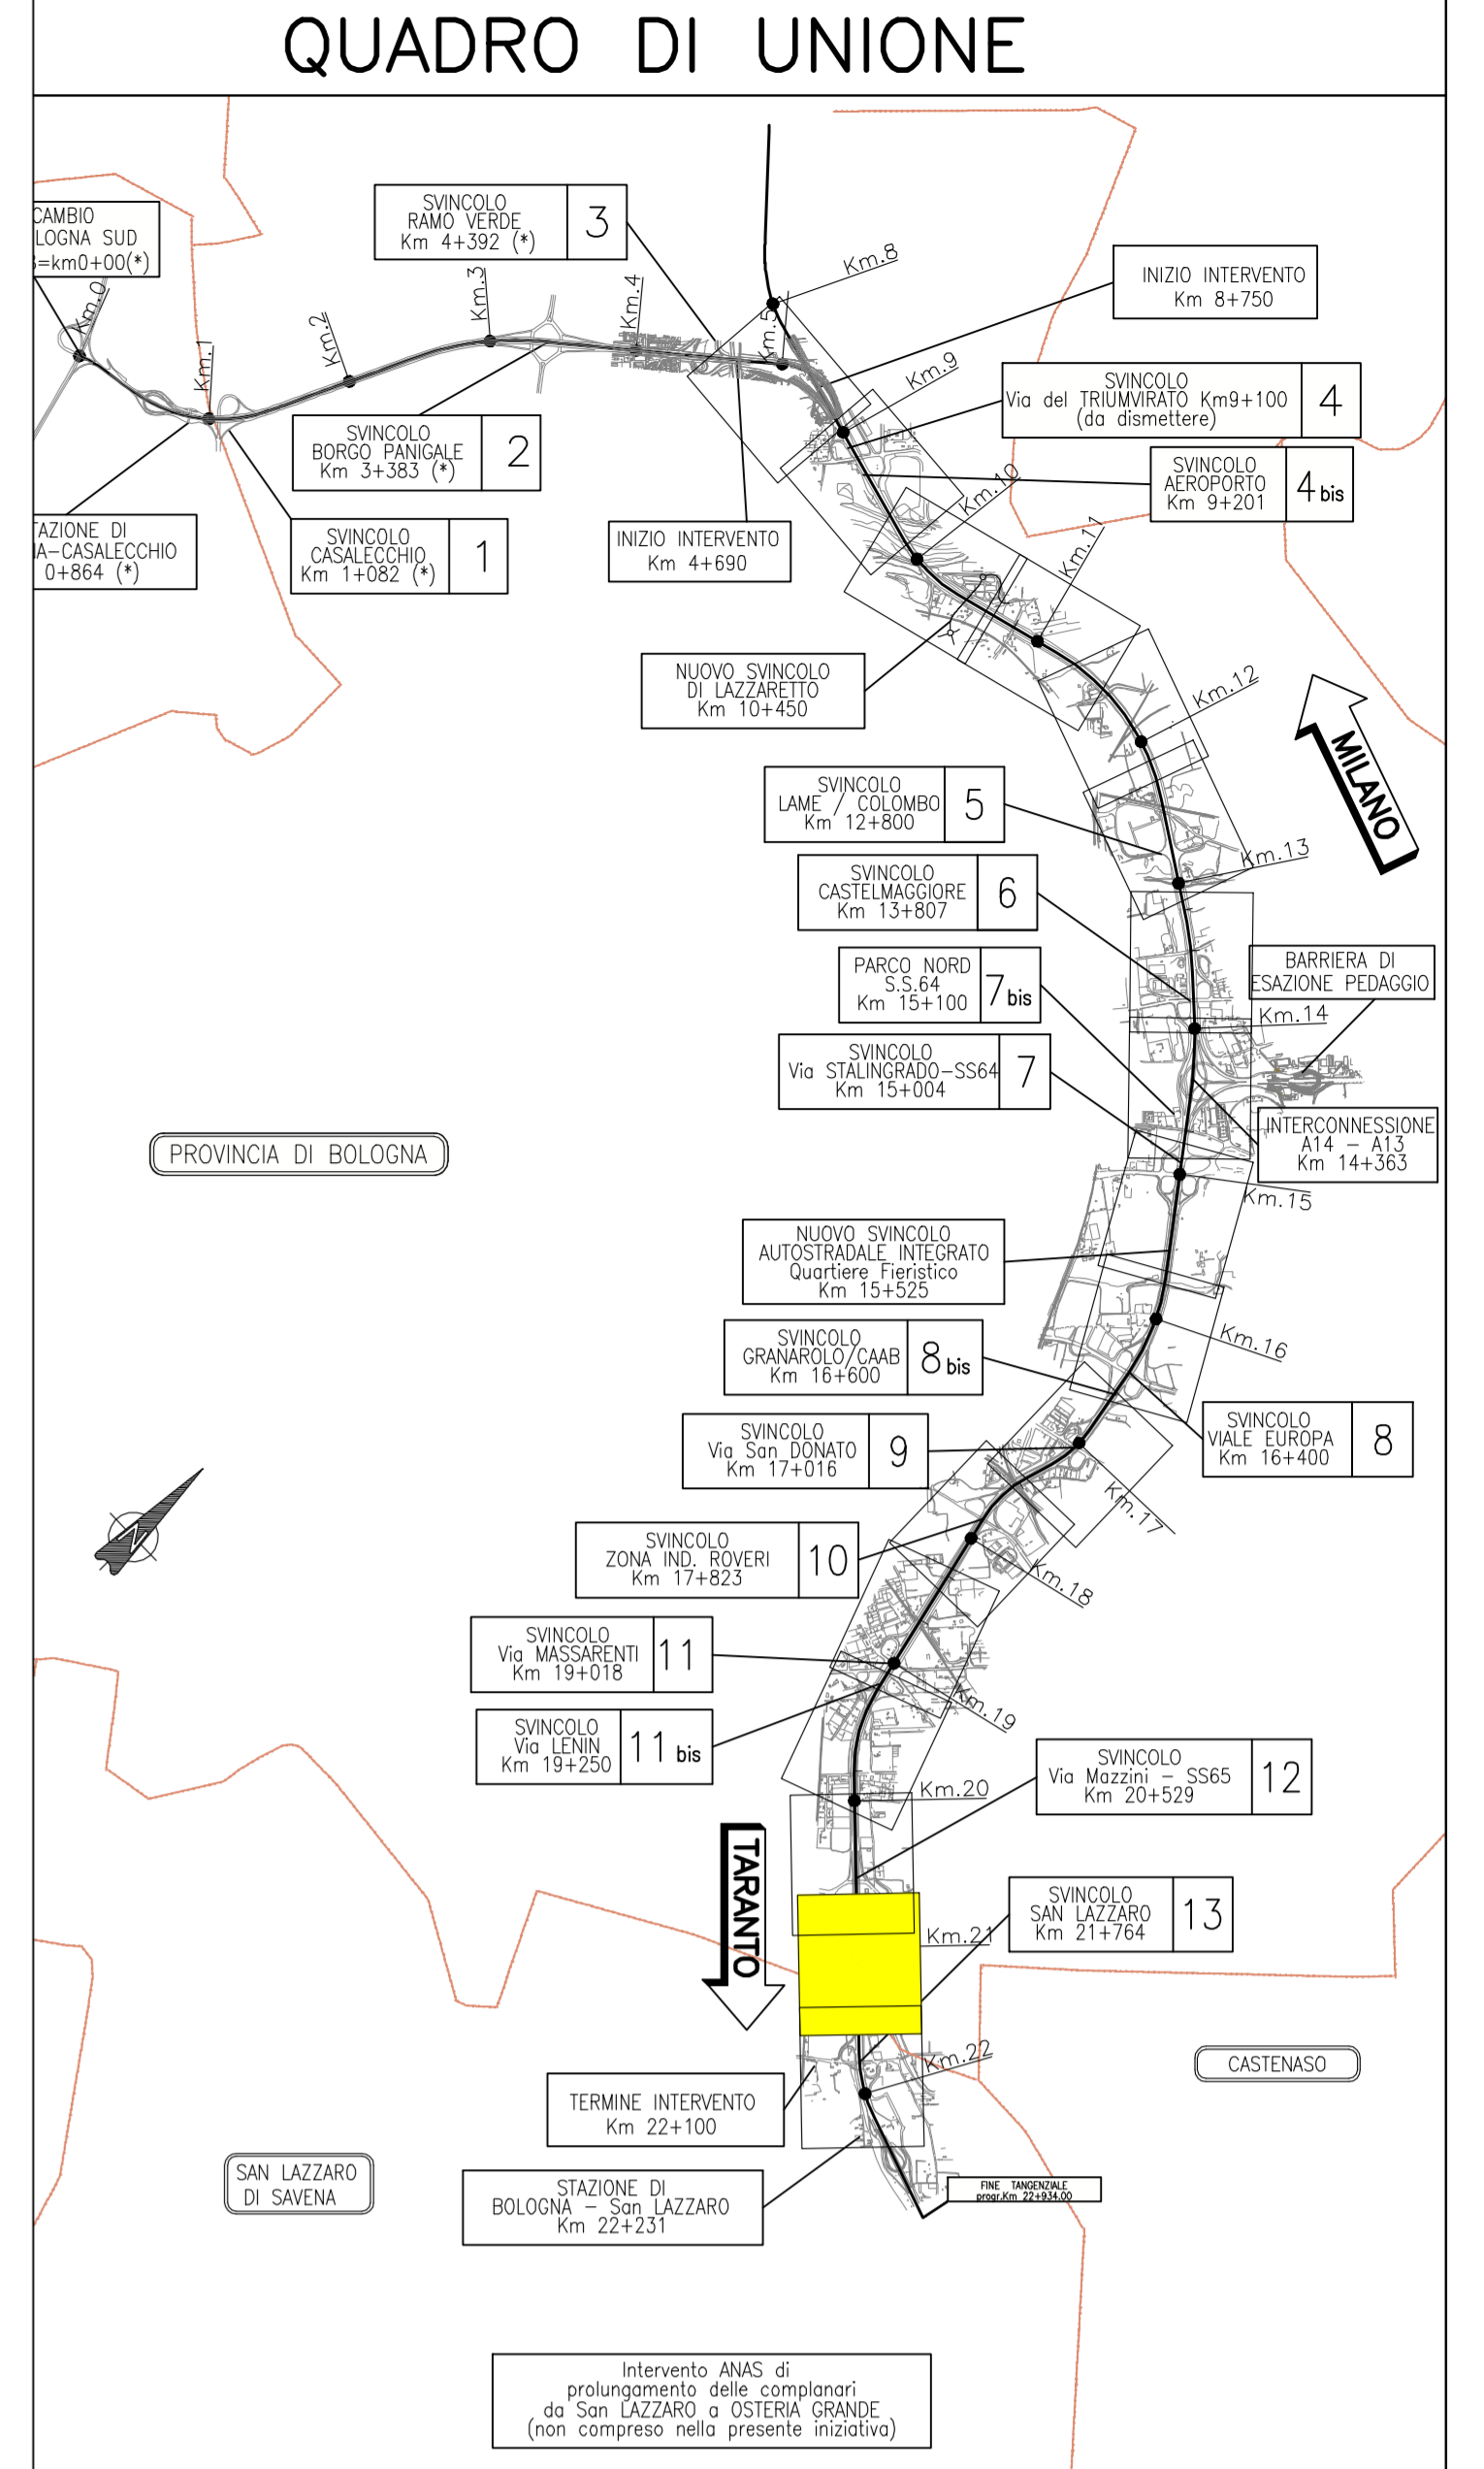 QUADRO DI UNIONE
CAMBIO
LOGNA SUD
=km0+00(*)
SVINCOLO
RAMO VERDE
Km 4+392 (*)
3
Km.0
Km.1
Km.2
Km.3
Km.4
Km.5
Km.8
INIZIO INTERVENTO
Km 8+750
Km.9
SVINCOLO
Via del TRIUMVIRATO Km9+100
(da dismettere)
4
SVINCOLO
BORGO PANIGALE
Km 3+383 (*)
2
SVINCOLO
AEROPORTO
Km 9+201
4 bis
TAZIONE DI
A-CASALECCHIO
0+864 (*)
SVINCOLO
CASALECCHIO
Km 1+082 (*)
1
INIZIO INTERVENTO
Km 4+690
Km.10
Km.11
NUOVO SVINCOLO
DI LAZZARETTO
Km 10+450
Km.12
MILANO
SVINCOLO
LAME / COLOMBO
Km 12+800
5
Km.13
SVINCOLO
CASTELMAGGIORE
Km 13+807
6
PARCO NORD
S.S.64
Km 15+100
7 bis
BARRIERA DI
ESAZIONE PEDAGGIO
Km.14
SVINCOLO
Via STALINGRADO-SS64
Km 15+004
7
INTERCONNESSIONE
A14 - A13
Km 14+363
PROVINCIA DI BOLOGNA
Km.15
NUOVO SVINCOLO
AUTOSTRADALE INTEGRATO
Quartiere Fieristico
Km 15+525
Km.16
SVINCOLO
GRANAROLO/CAAB
Km 16+600
8 bis
SVINCOLO
VIALE EUROPA
Km 16+400
8
SVINCOLO
Via San DONATO
Km 17+016
9
Km.17
N
SVINCOLO
ZONA IND. ROVERI
Km 17+823
10
Km.18
SVINCOLO
Via MASSARENTI
Km 19+018
11
Km.19
SVINCOLO
Via LENIN
Km 19+250
11 bis
SVINCOLO
Via Mazzini - SS65
Km 20+529
12
Km.20
TARANTO
SVINCOLO
SAN LAZZARO
Km 21+764
13
Km.21
Km.22
CASTENASO
TERMINE INTERVENTO
Km 22+100
SAN LAZZARO
DI SAVENA
STAZIONE DI
BOLOGNA - San LAZZARO
Km 22+231
FINE TANGENZIALE
progr.Km 22+934.00
Intervento ANAS di
prolungamento delle complanari
da San LAZZARO a OSTERIA GRANDE
(non compreso nella presente iniziativa)